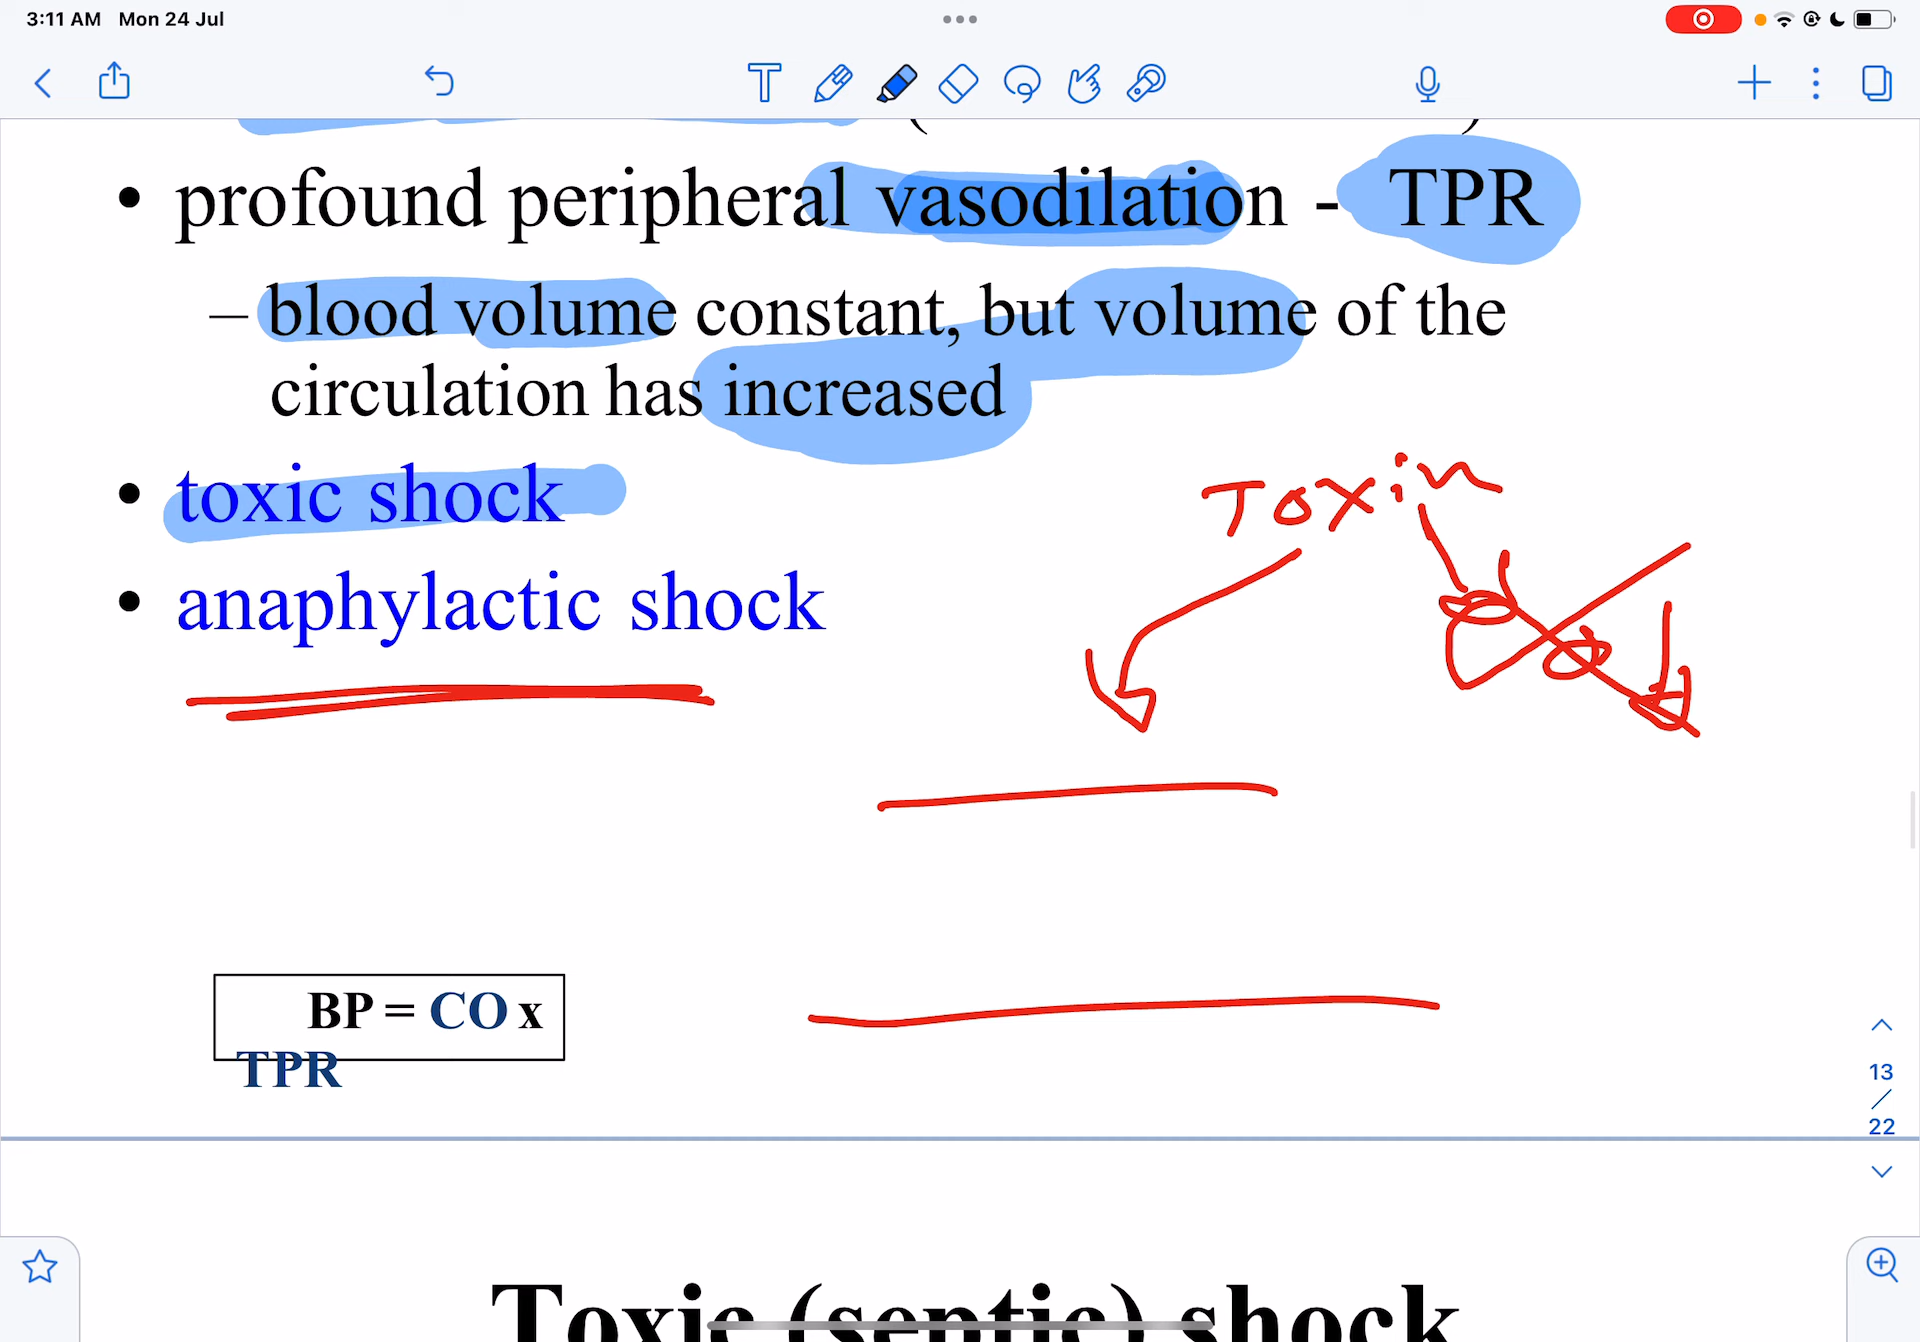 3:11 AM Mon 24 Jul
• profound peripheral vasodilation - TPR
– blood volume constant, but volume of the
circulation has increased
• toxic shock
Toxin
• anaphylactic shock
BP = CO x
TPR
13
/
22
Toxic (septic) shock